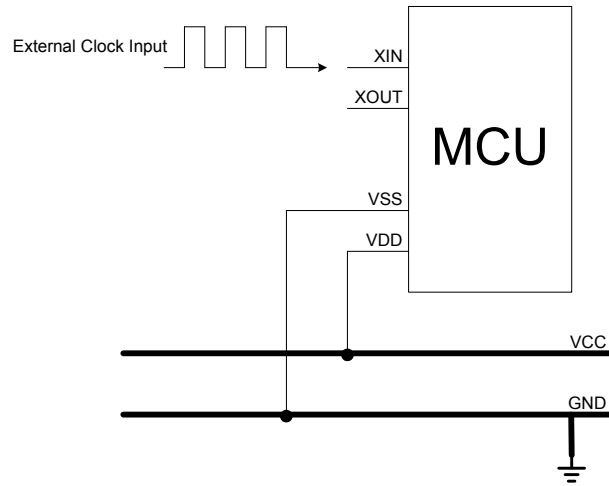 External Clock Input
XIN
XOUT
MCU
VSS
VDD
VCC
GND